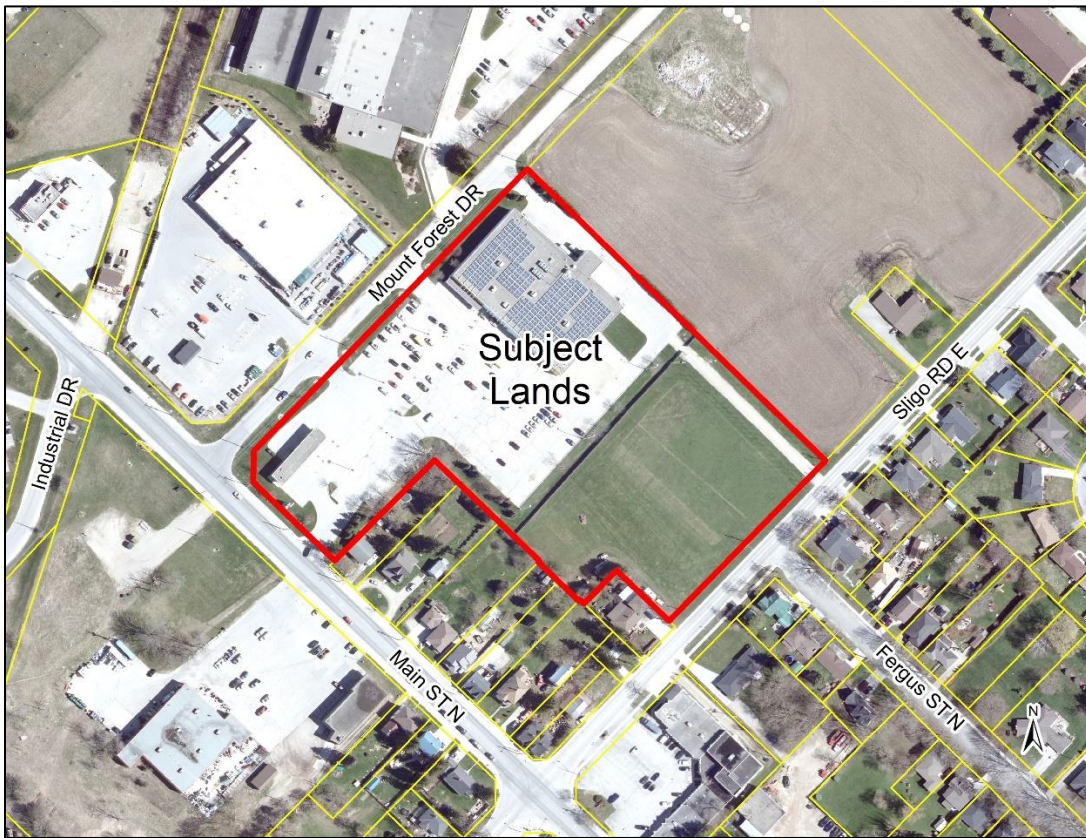 Mount Forest DR
Subject
Lands
Sligo RD E
Industrial DR
Main ST N
Fergus ST N
N